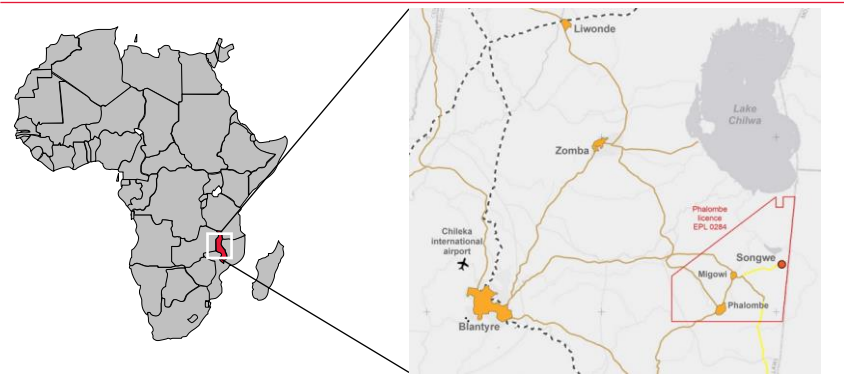 Liwonde
Lake
Chilwa
Zomba
Phalombe
licence
EPL 0284
Chileka
international
airport
Songwe
Migowi
Phalombe
Blantyre